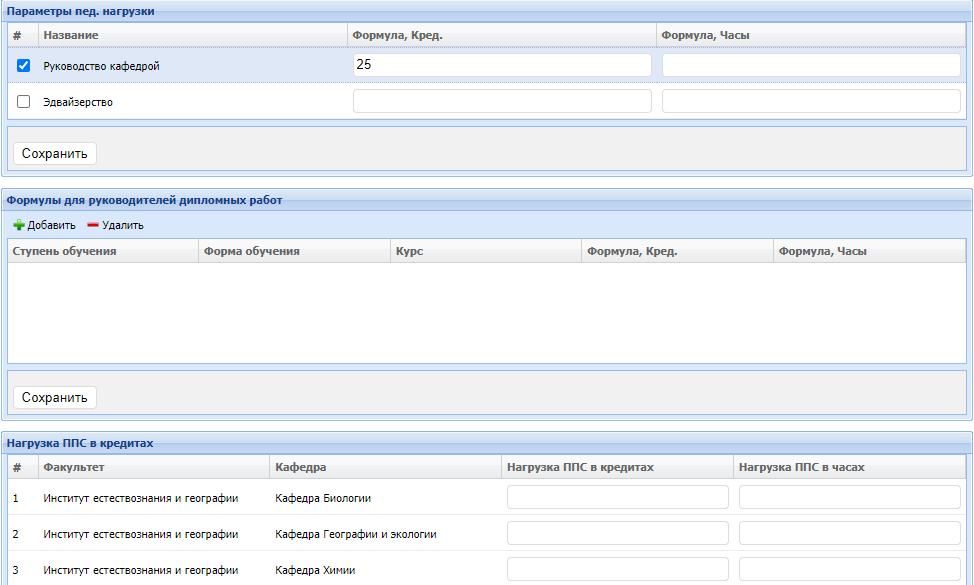 Параметры пед. нагрузки
# Название Формула, Кред. Формула, Часы
Руководство кафедрой 25
Эдвайзерство
Сохранить
Формулы для руководителей дипломных работ
Добавить Удалить
Ступень обучения Форма обучения Курс Формула, Кред. Формула, Часы
Сохранить
Нагрузка ППС в кредитах
# Факультет Кафедра Нагрузка ППС в кредитах Нагрузка ППС в часах
1 Институт естествознания и географии Кафедра Биологии
2 Институт естествознания и географии Кафедра Географии и экологии
3 Институт естествознания и географии Кафедра Химии